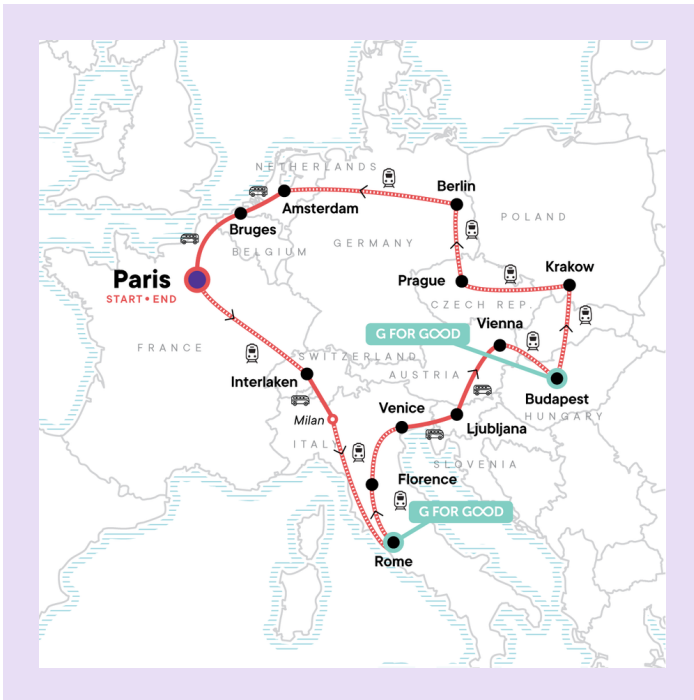 NETHERLANDS
Berlin
Amsterdam
POLAND
Bruges
GERMANY
BELGIUM
Krakow
Paris
START • END
Prague
CZECH REP.
Vienna
G FOR GOOD
FRANCE
SWITZERLAND
AUSTRIA
Interlaken
Budapest
Venice
HUNGARY
Milan
Ljubljana
ITALY
SLOVENIA
Florence
G FOR GOOD
Rome